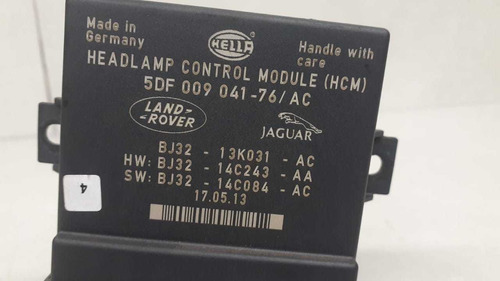 Made in
Germany
HELLA
Handle with
care
HEADLAMP CONTROL MODULE (HCM)
5DF 009 041-76/AC
LAND-
ROVER
JAGUAR
BJ32 - 13K031 - AC
HW: BJ32 - 14C243 - AA
SW: BJ32 - 14C084 - AC
17.05.13
4